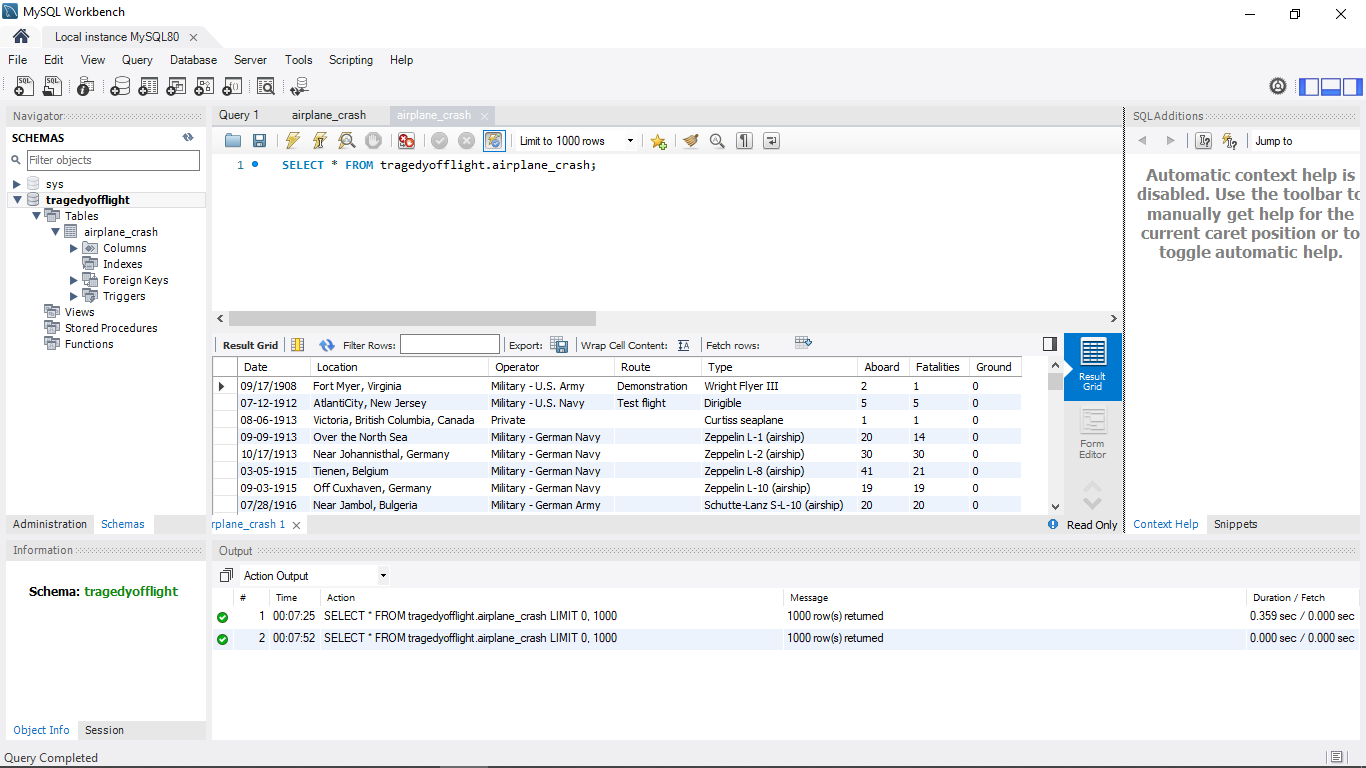 MySQL Workbench
Local instance MySQL80
File Edit View Query Database Server Tools Scripting Help
Navigator
SCHEMAS
Filter objects
sys
tragedyofflight
Tables
airplane_crash
Columns
Indexes
Foreign Keys
Triggers
Views
Stored Procedures
Functions
Administration Schemas
Information
Schema: tragedyofflight
Object Info Session
Query 1 airplane_crash airplane_crash
Limit to 1000 rows
1 SELECT * FROM tragedyofflight.airplane_crash;
Result Grid Filter Rows: Export: Wrap Cell Content: Fetch rows:
Date Location Operator Route Type Aboard Fatalities Ground
09/17/1908 Fort Myer, Virginia Military - U.S. Army Demonstration Wright Flyer III 2 1 0
07-12-1912 AtlantiCity, New Jersey Military - U.S. Navy Test flight Dirigible 5 5 0
08-06-1913 Victoria, British Columbia, Canada Private Curtiss seaplane 1 1 0
09-09-1913 Over the North Sea Military - German Navy Zeppelin L-1 (airship) 20 14 0
10/17/1913 Near Johannisthal, Germany Military - German Navy Zeppelin L-2 (airship) 30 30 0
03-05-1915 Tienen, Belgium Military - German Navy Zeppelin L-8 (airship) 41 21 0
09-03-1915 Off Cuxhaven, Germany Military - German Navy Zeppelin L-10 (airship) 19 19 0
07/28/1916 Near Jambol, Bulgeria Military - German Army Schutte-Lanz S-L-10 (airship) 20 20 0
Result
Grid
Form
Editor
rplane_crash 1
Read Only
SQLAdditions
Jump to
Automatic context help is
disabled. Use the toolbar to
manually get help for the
current caret position or to
toggle automatic help.
Context Help Snippets
Output
Action Output
# Time Action Message Duration / Fetch
1 00:07:25 SELECT * FROM tragedyofflight.airplane_crash LIMIT 0, 1000 1000 row(s) returned 0.359 sec / 0.000 sec
2 00:07:52 SELECT * FROM tragedyofflight.airplane_crash LIMIT 0, 1000 1000 row(s) returned 0.000 sec / 0.000 sec
Query Completed